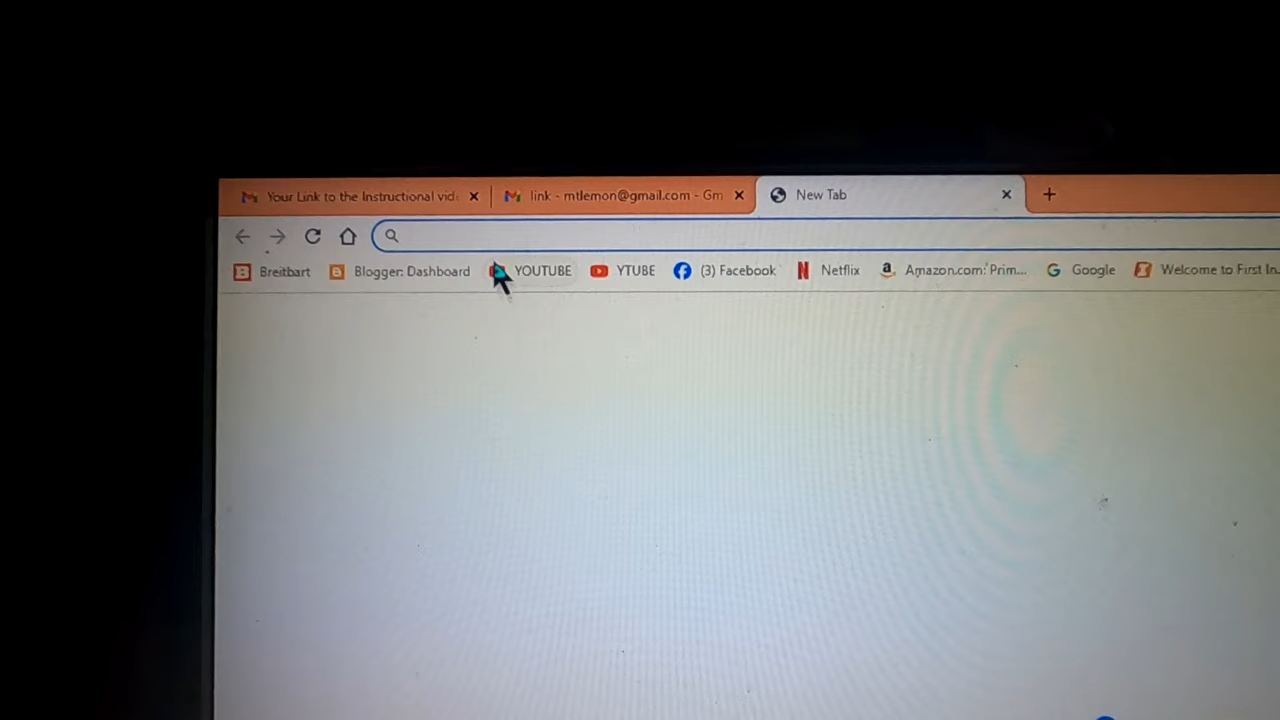 Your Link to the Instructional vid
link - mtlemon@gmail.com - Gm
New Tab
Breitbart Blogger: Dashboard YOUTUBE YTUBE (3) Facebook Netflix Amazon.com: Prim... Google Welcome to First In